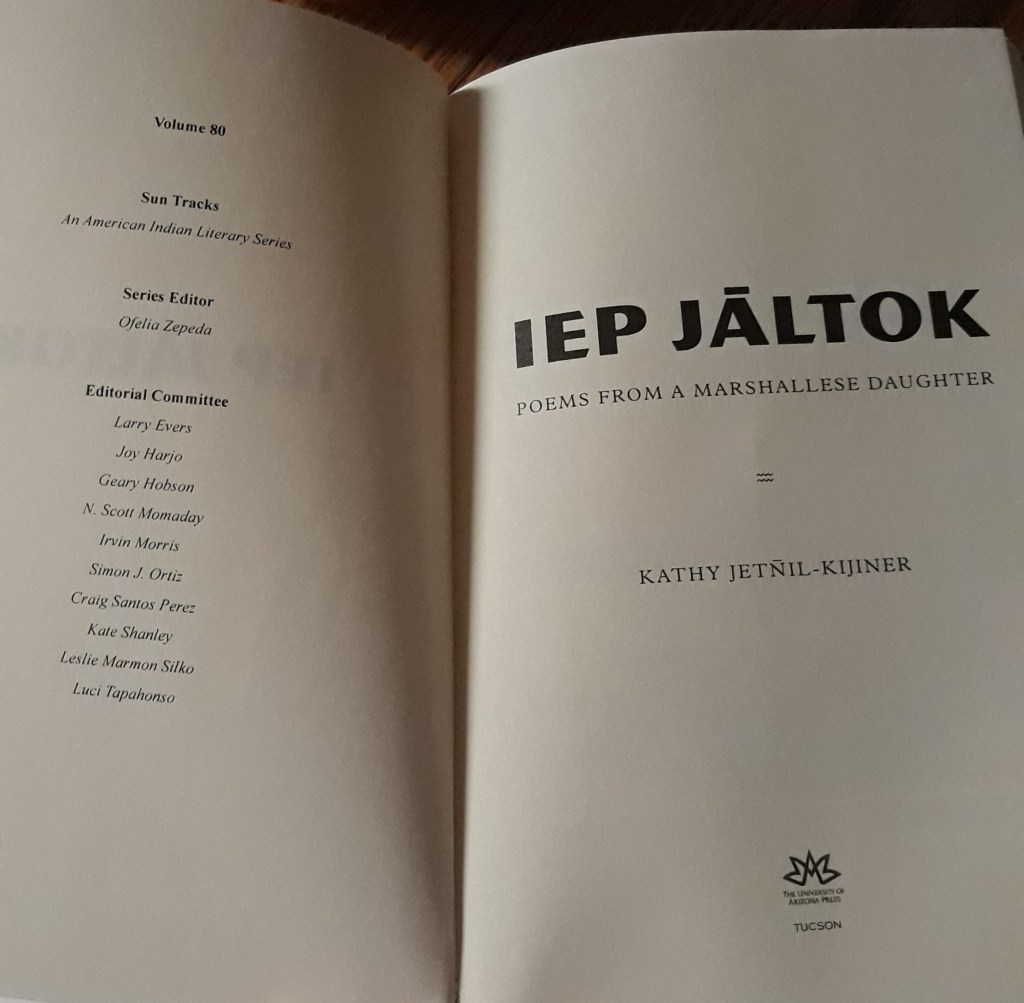 Volume 80
Sun Tracks
An American Indian Literary Series
Series Editor
Ofelia Zepeda
Editorial Committee
Larry Evers
Joy Harjo
Geary Hobson
N. Scott Momaday
Irvin Morris
Simon J. Ortiz
Craig Santos Perez
Kate Shanley
Leslie Marmon Silko
Luci Tapahonso
IEP JĀLTOK
POEMS FROM A MARSHALLESE DAUGHTER
KATHY JETÑIL-KIJINER
THE UNIVERSITY OF
ARIZONA PRESS
TUCSON